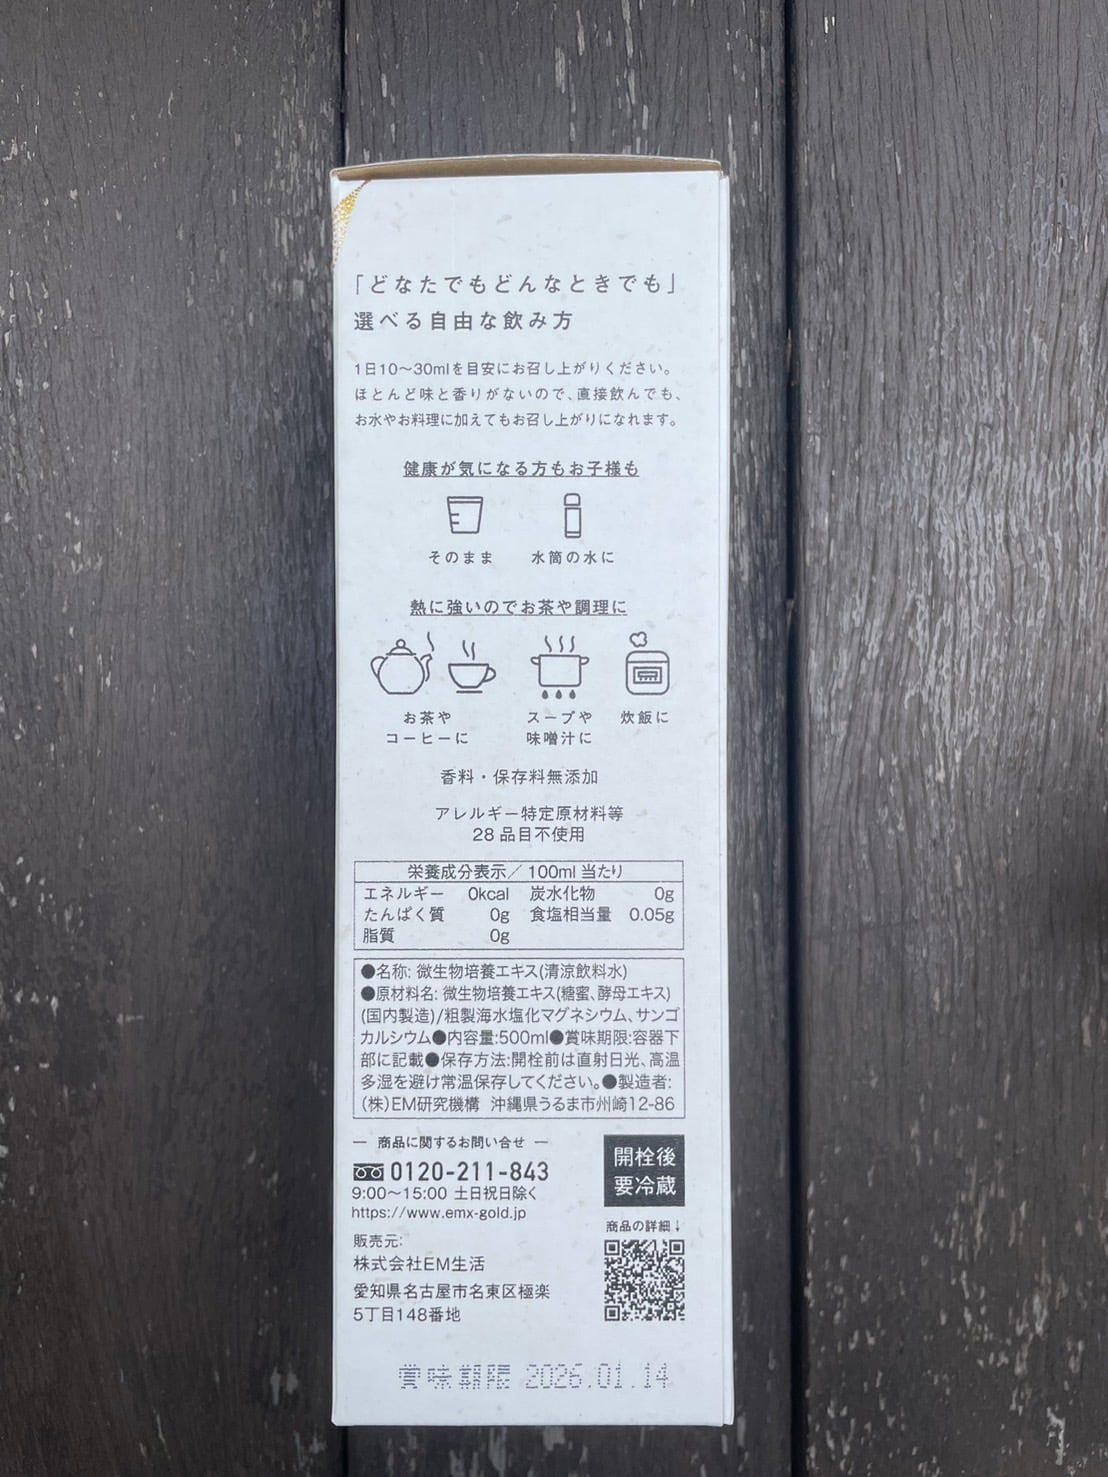 「どなたでもどんなときでも」
選べる自由な飲み方
1日10〜30mlを目安にお召し上がりください。
ほとんど味と香りがないので、直接飲んでも、
お水やお料理に加えてもお召し上がりになれます。
健康が気になる方もお子様も
そのまま
水筒の水に
熱に強いのでお茶や調理に
お茶や
コーヒーに
スープや
味噌汁に
炊飯に
香料・保存料無添加
アレルギー特定原材料等
28品目不使用
栄養成分表示／100ml当たり
エネルギー 0kcal 炭水化物 0g
たんぱく質 0g 食塩相当量 0.05g
脂質 0g
●名称: 微生物培養エキス(清涼飲料水)
●原材料名: 微生物培養エキス(糖蜜、酵母エキス)
(国内製造)/粗製海水塩化マグネシウム、サンゴ
カルシウム●内容量:500ml●賞味期限:容器下
部に記載●保存方法:開栓前は直射日光、高温
多湿を避け常温保存してください。●製造者:
(株)EM研究機構 沖縄県うるま市州崎12-86
― 商品に関するお問い合せ ―
0120-211-843
9:00〜15:00 土日祝日除く
https://www.emx-gold.jp
販売元:
株式会社EM生活
愛知県名古屋市名東区極楽
5丁目148番地
開栓後
要冷蔵
商品の詳細↓
賞味期限 2026.01.14